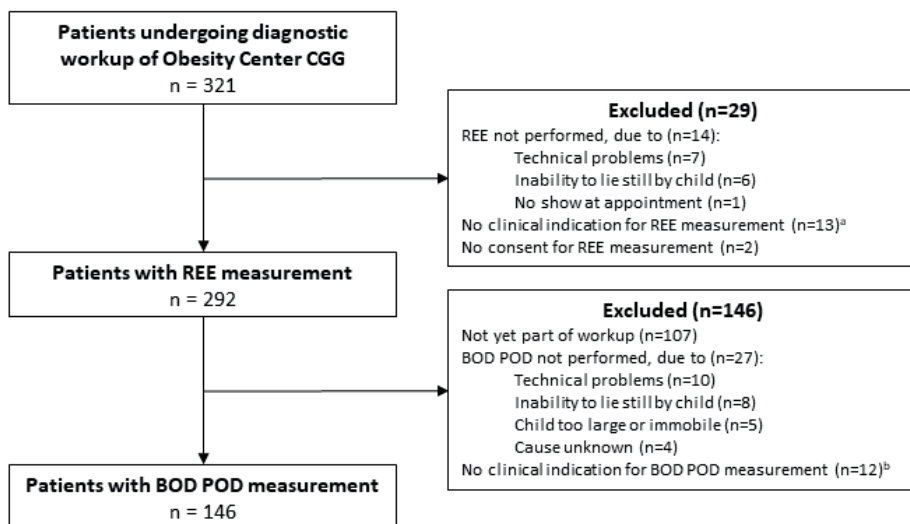 Patients undergoing diagnostic
workup of Obesity Center CGG
n = 321
Excluded (n=29)
REE not performed, due to (n=14):
Technical problems (n=7)
Inability to lie still by child (n=6)
No show at appointment (n=1)
No clinical indication for REE measurement (n=13)ᵃ
No consent for REE measurement (n=2)
Patients with REE measurement
n = 292
Excluded (n=146)
Not yet part of workup (n=107)
BOD POD not performed, due to (n=27):
Technical problems (n=10)
Inability to lie still by child (n=8)
Child too large or immobile (n=5)
Cause unknown (n=4)
No clinical indication for BOD POD measurement (n=12)ᵇ
Patients with BOD POD measurement
n = 146